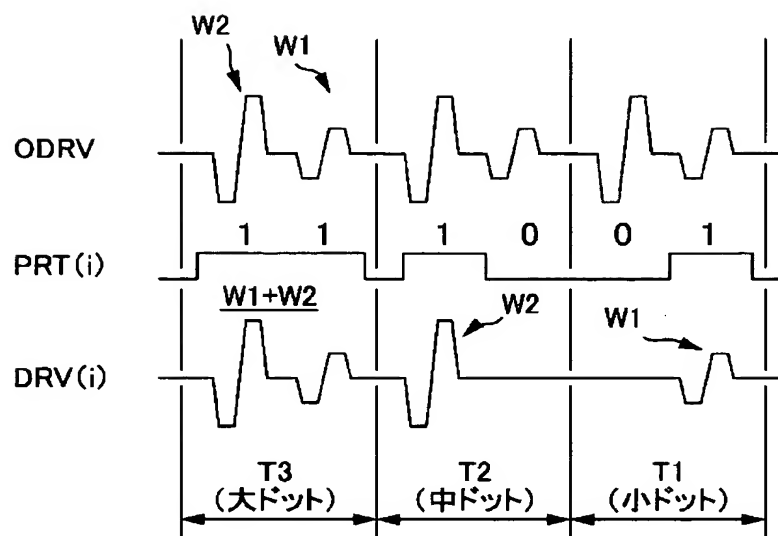 W2
W1
ODRV
1 1 1 0 0 1
PRT(i)
W1+W2
W2
W1
DRV(i)
T3
(大ドット)
T2
(中ドット)
T1
(小ドット)